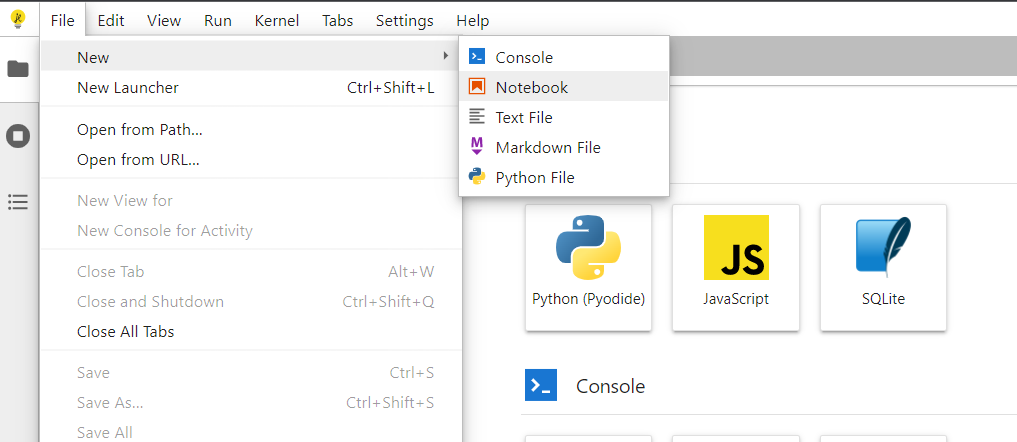 File Edit View Run Kernel Tabs Settings Help
New
New Launcher Ctrl+Shift+L
Open from Path...
Open from URL...
New View for
New Console for Activity
Close Tab Alt+W
Close and Shutdown Ctrl+Shift+Q
Close All Tabs
Save Ctrl+S
Save As... Ctrl+Shift+S
Save All
Console
Notebook
Text File
M
Markdown File
Python File
JS
Python (Pyodide) JavaScript SQLite
Console